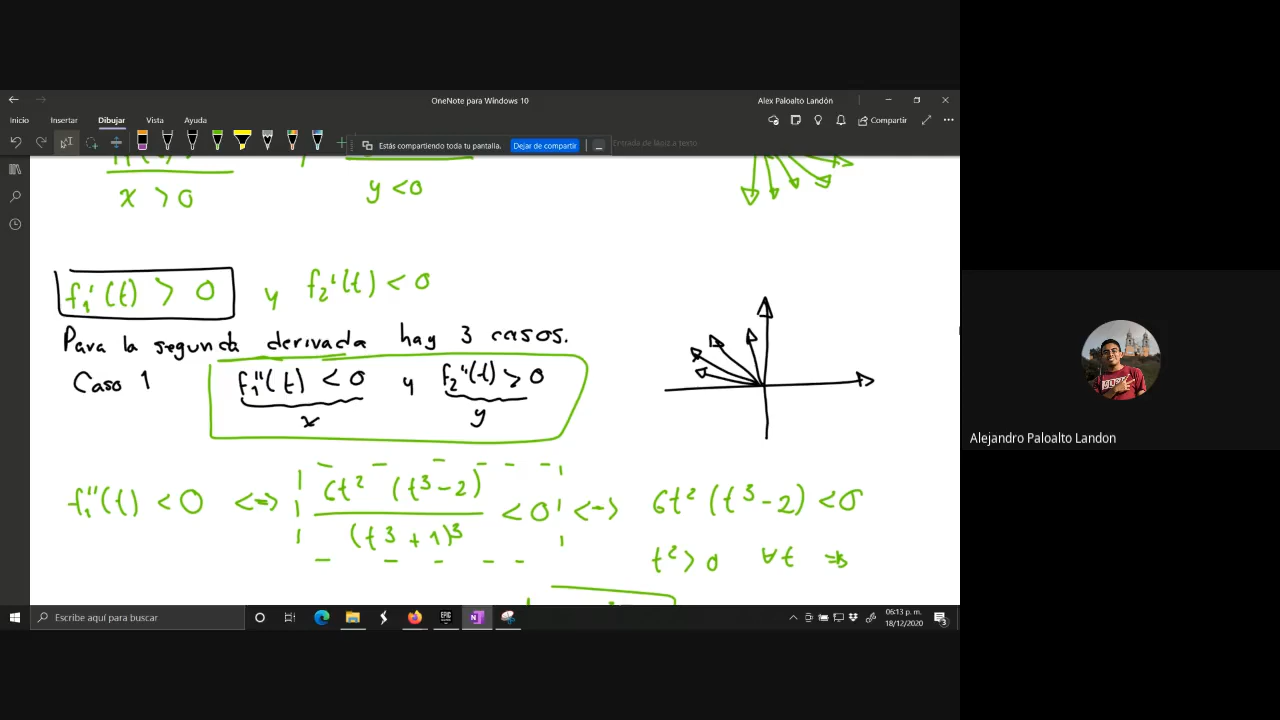 OneNote para Windows 10
Alex Paloalto Landón
Inicio Insertar Dibujar Vista Ayuda
Compartir
Estás compartiendo toda tu pantalla. Dejar de compartir
x > 0
y < 0
f₁'(t) > 0 y f₂'(t) < 0
Para la segunda derivada hay 3 casos.
Caso 1 f₁''(t) < 0 y f₂''(t) > 0
x y
f₁''(t) < 0 <=> 6t² (t³-2) / (t³+1)³ < 0 <-> 6t² (t³-2) < 0
t² > 0 ∀t =>
Alejandro Paloalto Landon
Escribe aquí para buscar
06:13 p. m.
18/12/2020
3